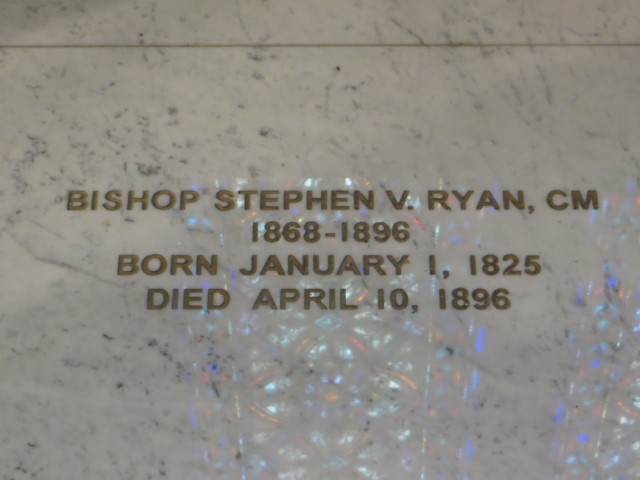 BISHOP STEPHEN V. RYAN, CM
1868-1896
BORN JANUARY 1, 1825
DIED APRIL 10, 1896